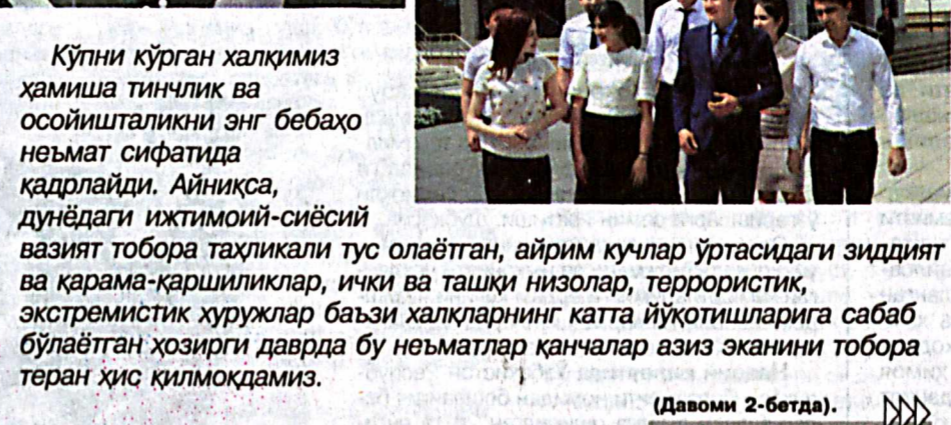 Кўпни кўрган халқимиз
ҳамиша тинчлик ва
осойишталикни энг бебаҳо
неъмат сифатида
қадрлайди. Айниқса,
дунёдаги ижтимоий-сиёсий
вазият тобора таҳликали тус олаётган, айрим кучлар ўртасидаги зиддият
ва қарама-қаршиликлар, ички ва ташқи низолар, террористик,
экстремистик хуружлар баъзи халқларнинг катта йўқотишларига сабаб
бўлаётган ҳозирги даврда бу неъматлар қанчалар азиз эканини тобора
теран ҳис қилмоқдамиз.
(Давоми 2-бетда).